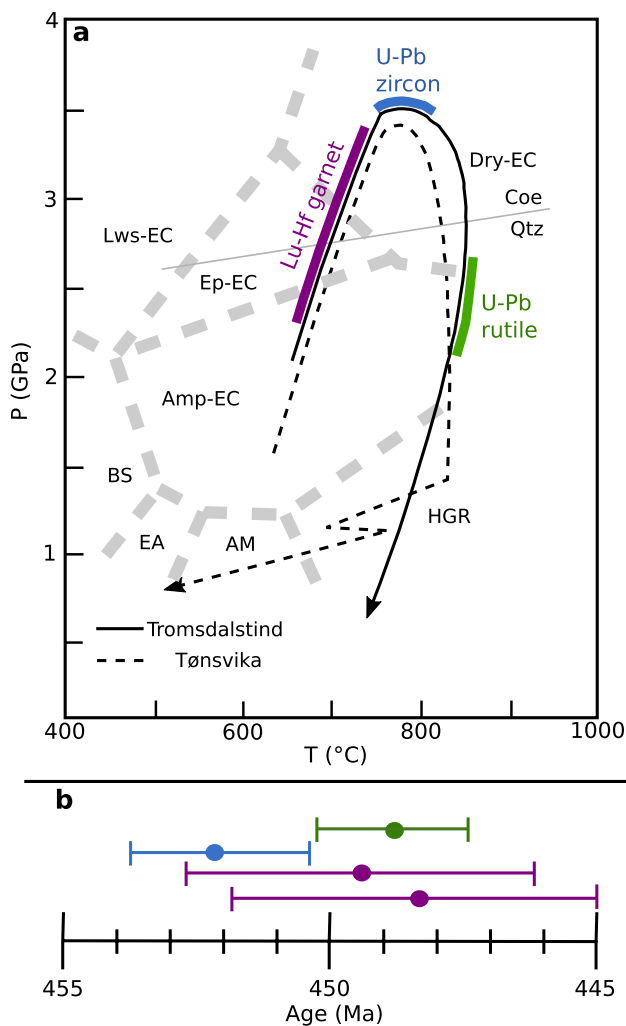 4
a
U-Pb
zircon
Lu-Hf garnet
Dry-EC
3
Coe
Qtz
Lws-EC
Ep-EC
U-Pb
rutile
P (GPa)
2
Amp-EC
BS
HGR
EA
AM
1
Tromsdalstind
Tønsvika
400
600
800
1000
T (°C)
b
455
450
445
Age (Ma)